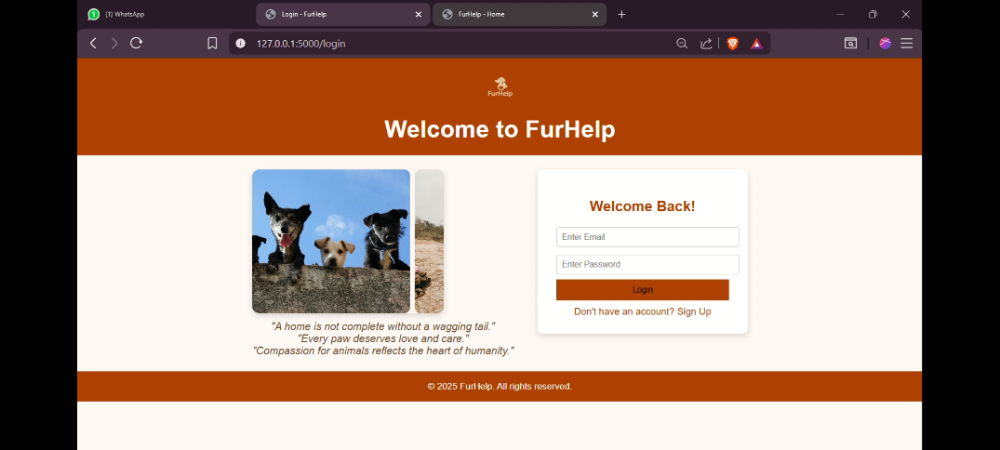 (1) WhatsApp
Login - FurHelp
FurHelp - Home
127.0.0.1:5000/login
FurHelp
Welcome to FurHelp
Welcome Back!
Enter Email
Enter Password
Login
Don't have an account? Sign Up
"A home is not complete without a wagging tail."
"Every paw deserves love and care."
"Compassion for animals reflects the heart of humanity."
© 2025 FurHelp. All rights reserved.